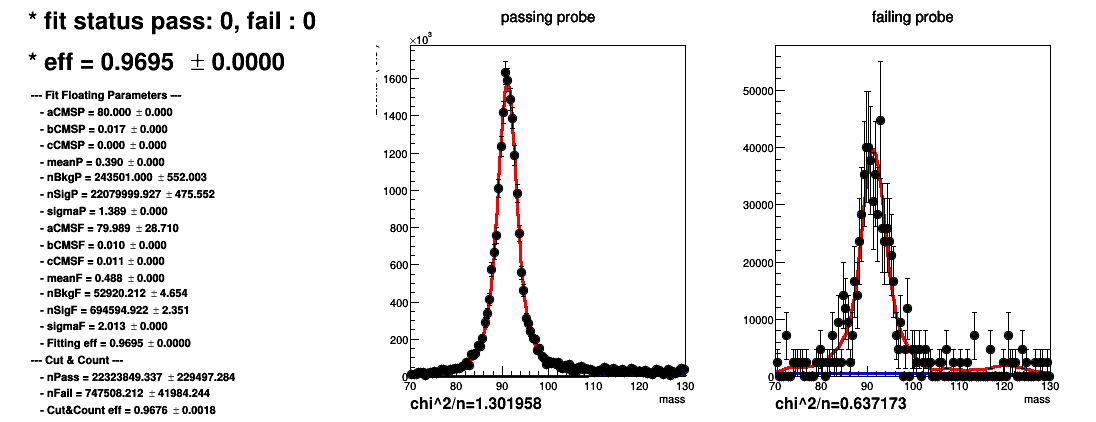 * fit status pass: 0, fail : 0
* eff = 0.9695 ± 0.0000
--- Fit Floating Parameters ---
- aCMSP = 80.000 ± 0.000
- bCMSP = 0.017 ± 0.000
- cCMSP = 0.000 ± 0.000
- meanP = 0.390 ± 0.000
- nBkgP = 243501.000 ± 552.003
- nSigP = 22079999.927 ± 475.552
- sigmaP = 1.389 ± 0.000
- aCMSF = 79.989 ± 28.710
- bCMSF = 0.010 ± 0.000
- cCMSF = 0.011 ± 0.000
- meanF = 0.488 ± 0.000
- nBkgF = 52920.212 ± 4.654
- nSigF = 694594.922 ± 2.351
- sigmaF = 2.013 ± 0.000
- Fitting eff = 0.9695 ± 0.0000
--- Cut & Count ---
- nPass = 22323849.337 ± 229497.284
- nFail = 747508.212 ± 41984.244
- Cut&Count eff = 0.9676 ± 0.0018
passing probe
×10³
1600
1400
1200
1000
800
600
400
200
0
70 80 90 100 110 120 130
mass
chi^2/n=1.301958
failing probe
50000
40000
30000
20000
10000
0
70 80 90 100 110 120 130
mass
chi^2/n=0.637173